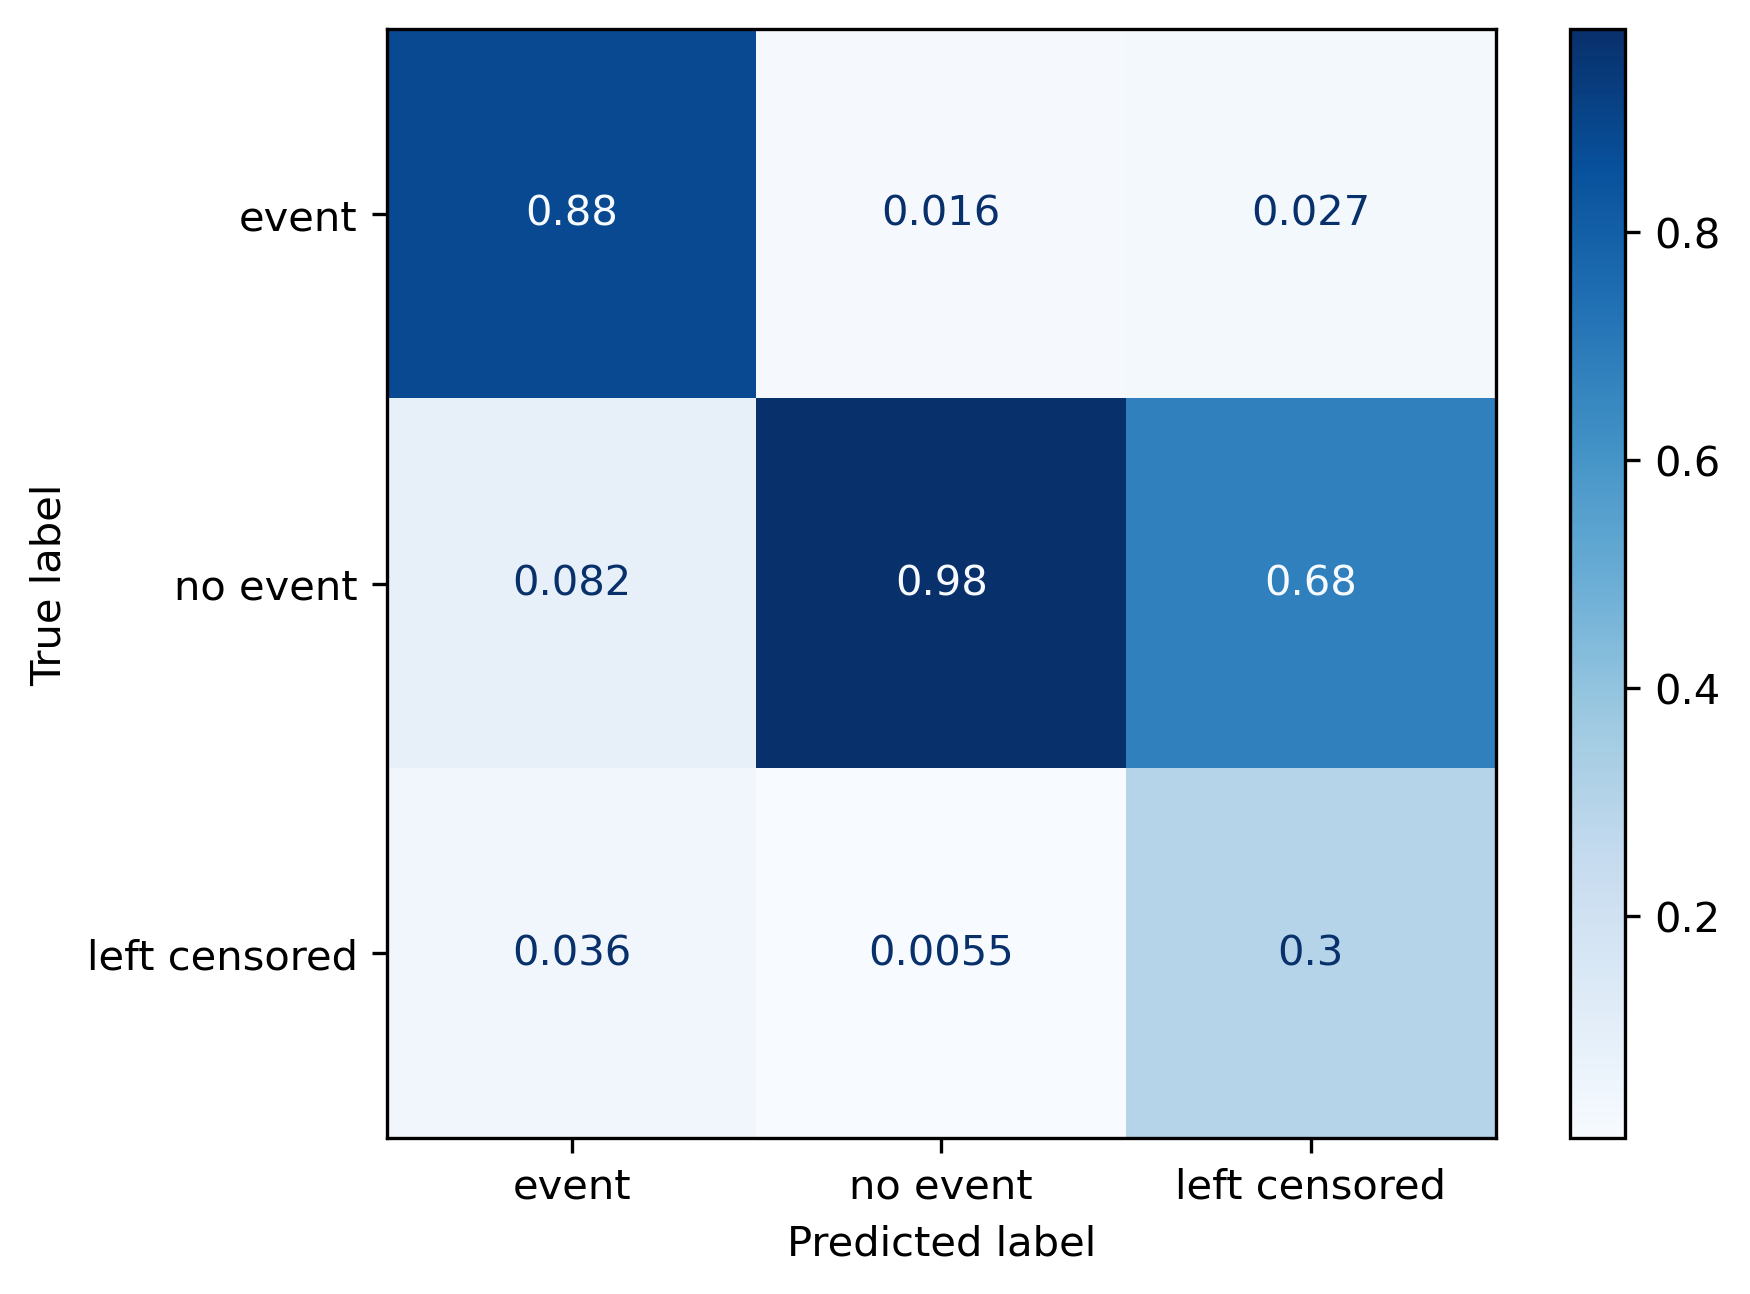 event
0.88 0.016 0.027
no event
0.082 0.98 0.68
left censored
0.036 0.0055 0.3
event no event left censored
Predicted label
True label
0.8
0.6
0.4
0.2